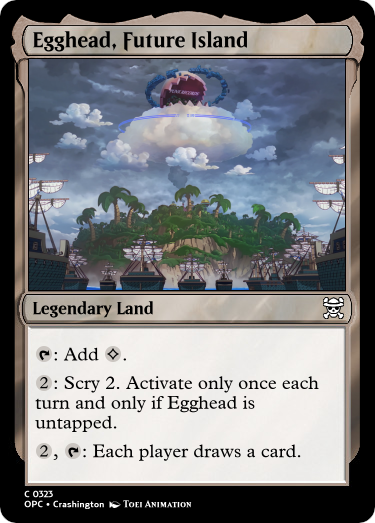 Egghead, Future Island
Legendary Land
: Add .
2: Scry 2. Activate only once each
turn and only if Egghead is
untapped.
2, : Each player draws a card.
C 0323
OPC • Crashington TOEI ANIMATION